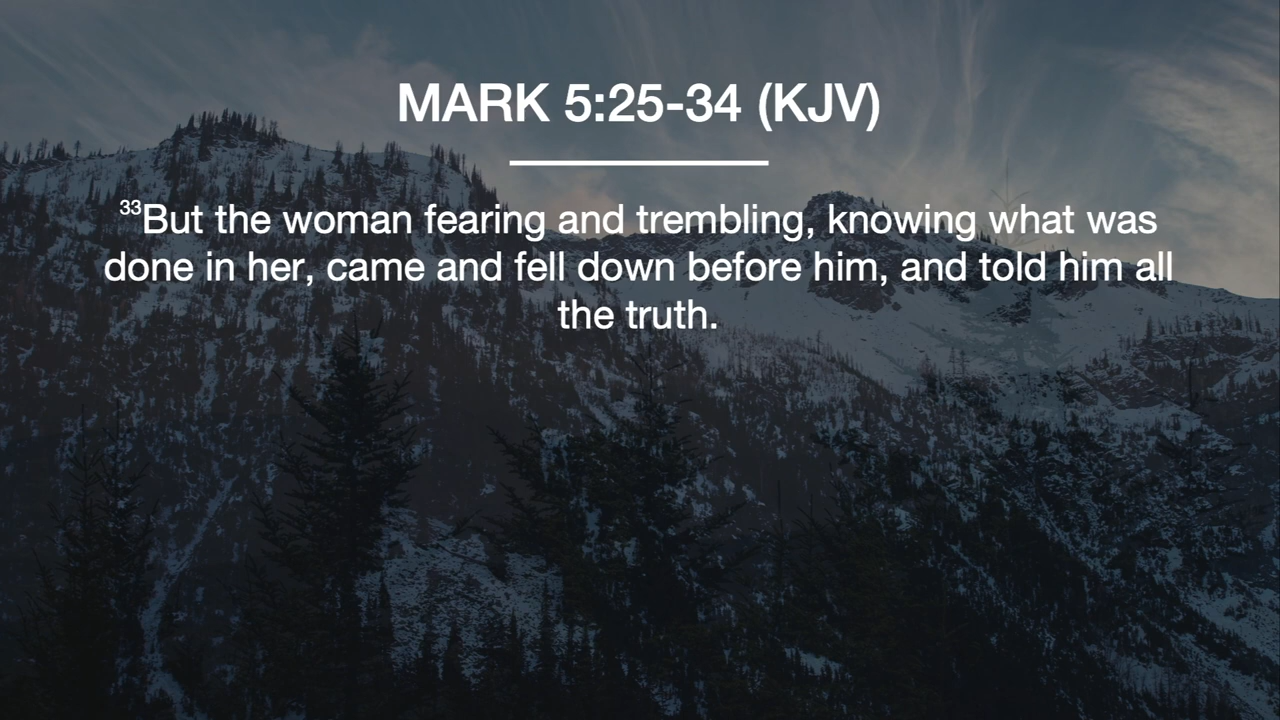 MARK 5:25-34 (KJV)
33But the woman fearing and trembling, knowing what was
done in her, came and fell down before him, and told him all
the truth.